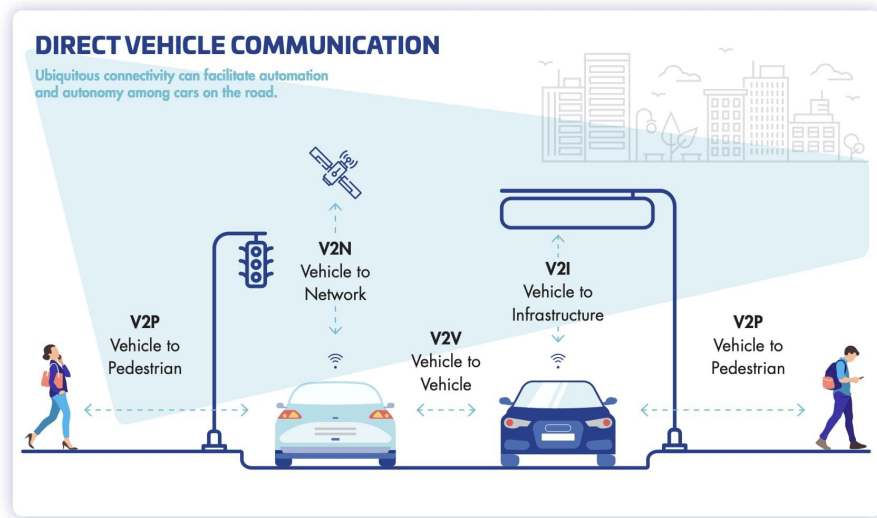 DIRECT VEHICLE COMMUNICATION
Ubiquitous connectivity can facilitate automation
and autonomy among cars on the road.
V2N
Vehicle to
Network
V2I
Vehicle to
Infrastructure
V2P
Vehicle to
Pedestrian
V2V
Vehicle to
Vehicle
V2P
Vehicle to
Pedestrian